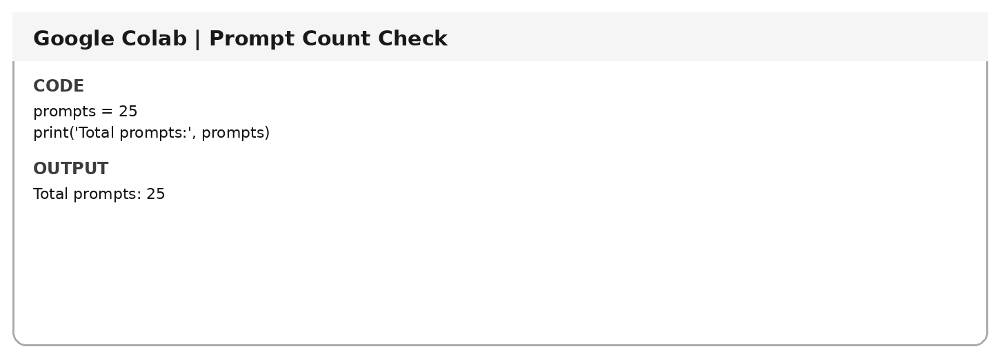 Google Colab | Prompt Count Check
CODE
prompts = 25
print('Total prompts:', prompts)
OUTPUT
Total prompts: 25